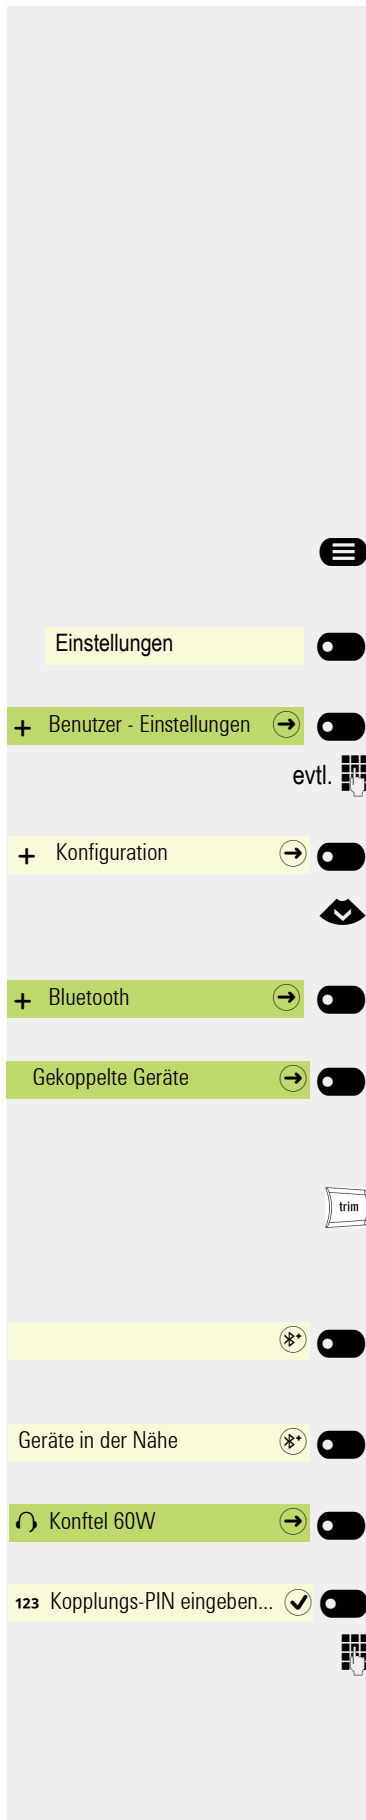 Einstellungen
+ Benutzer - Einstellungen
evtl.
+ Konfiguration
+ Bluetooth
Gekoppelte Geräte
trim
Geräte in der Nähe
Konftel 60W
123 Kopplungs-PIN eingeben...